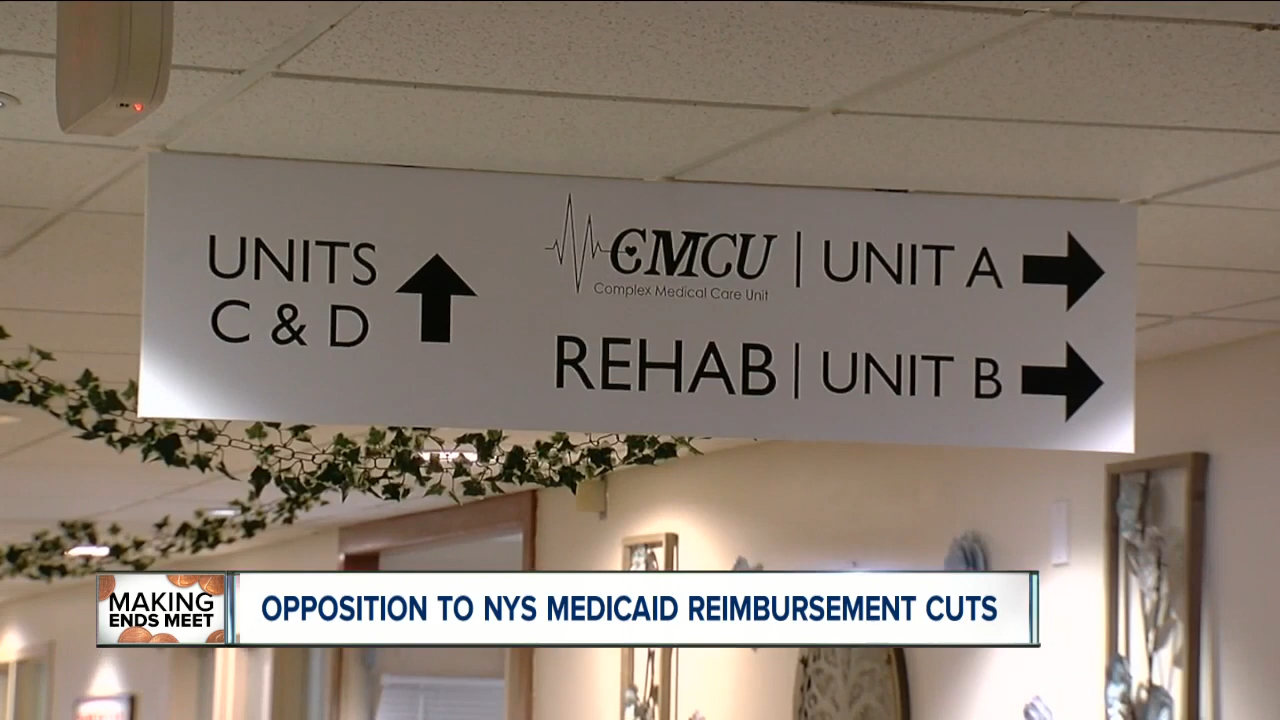 UNITS
C & D
CMCU | UNIT A
Complex Medical Care Unit
REHAB | UNIT B
MAKING
ENDS MEET
OPPOSITION TO NYS MEDICAID REIMBURSEMENT CUTS